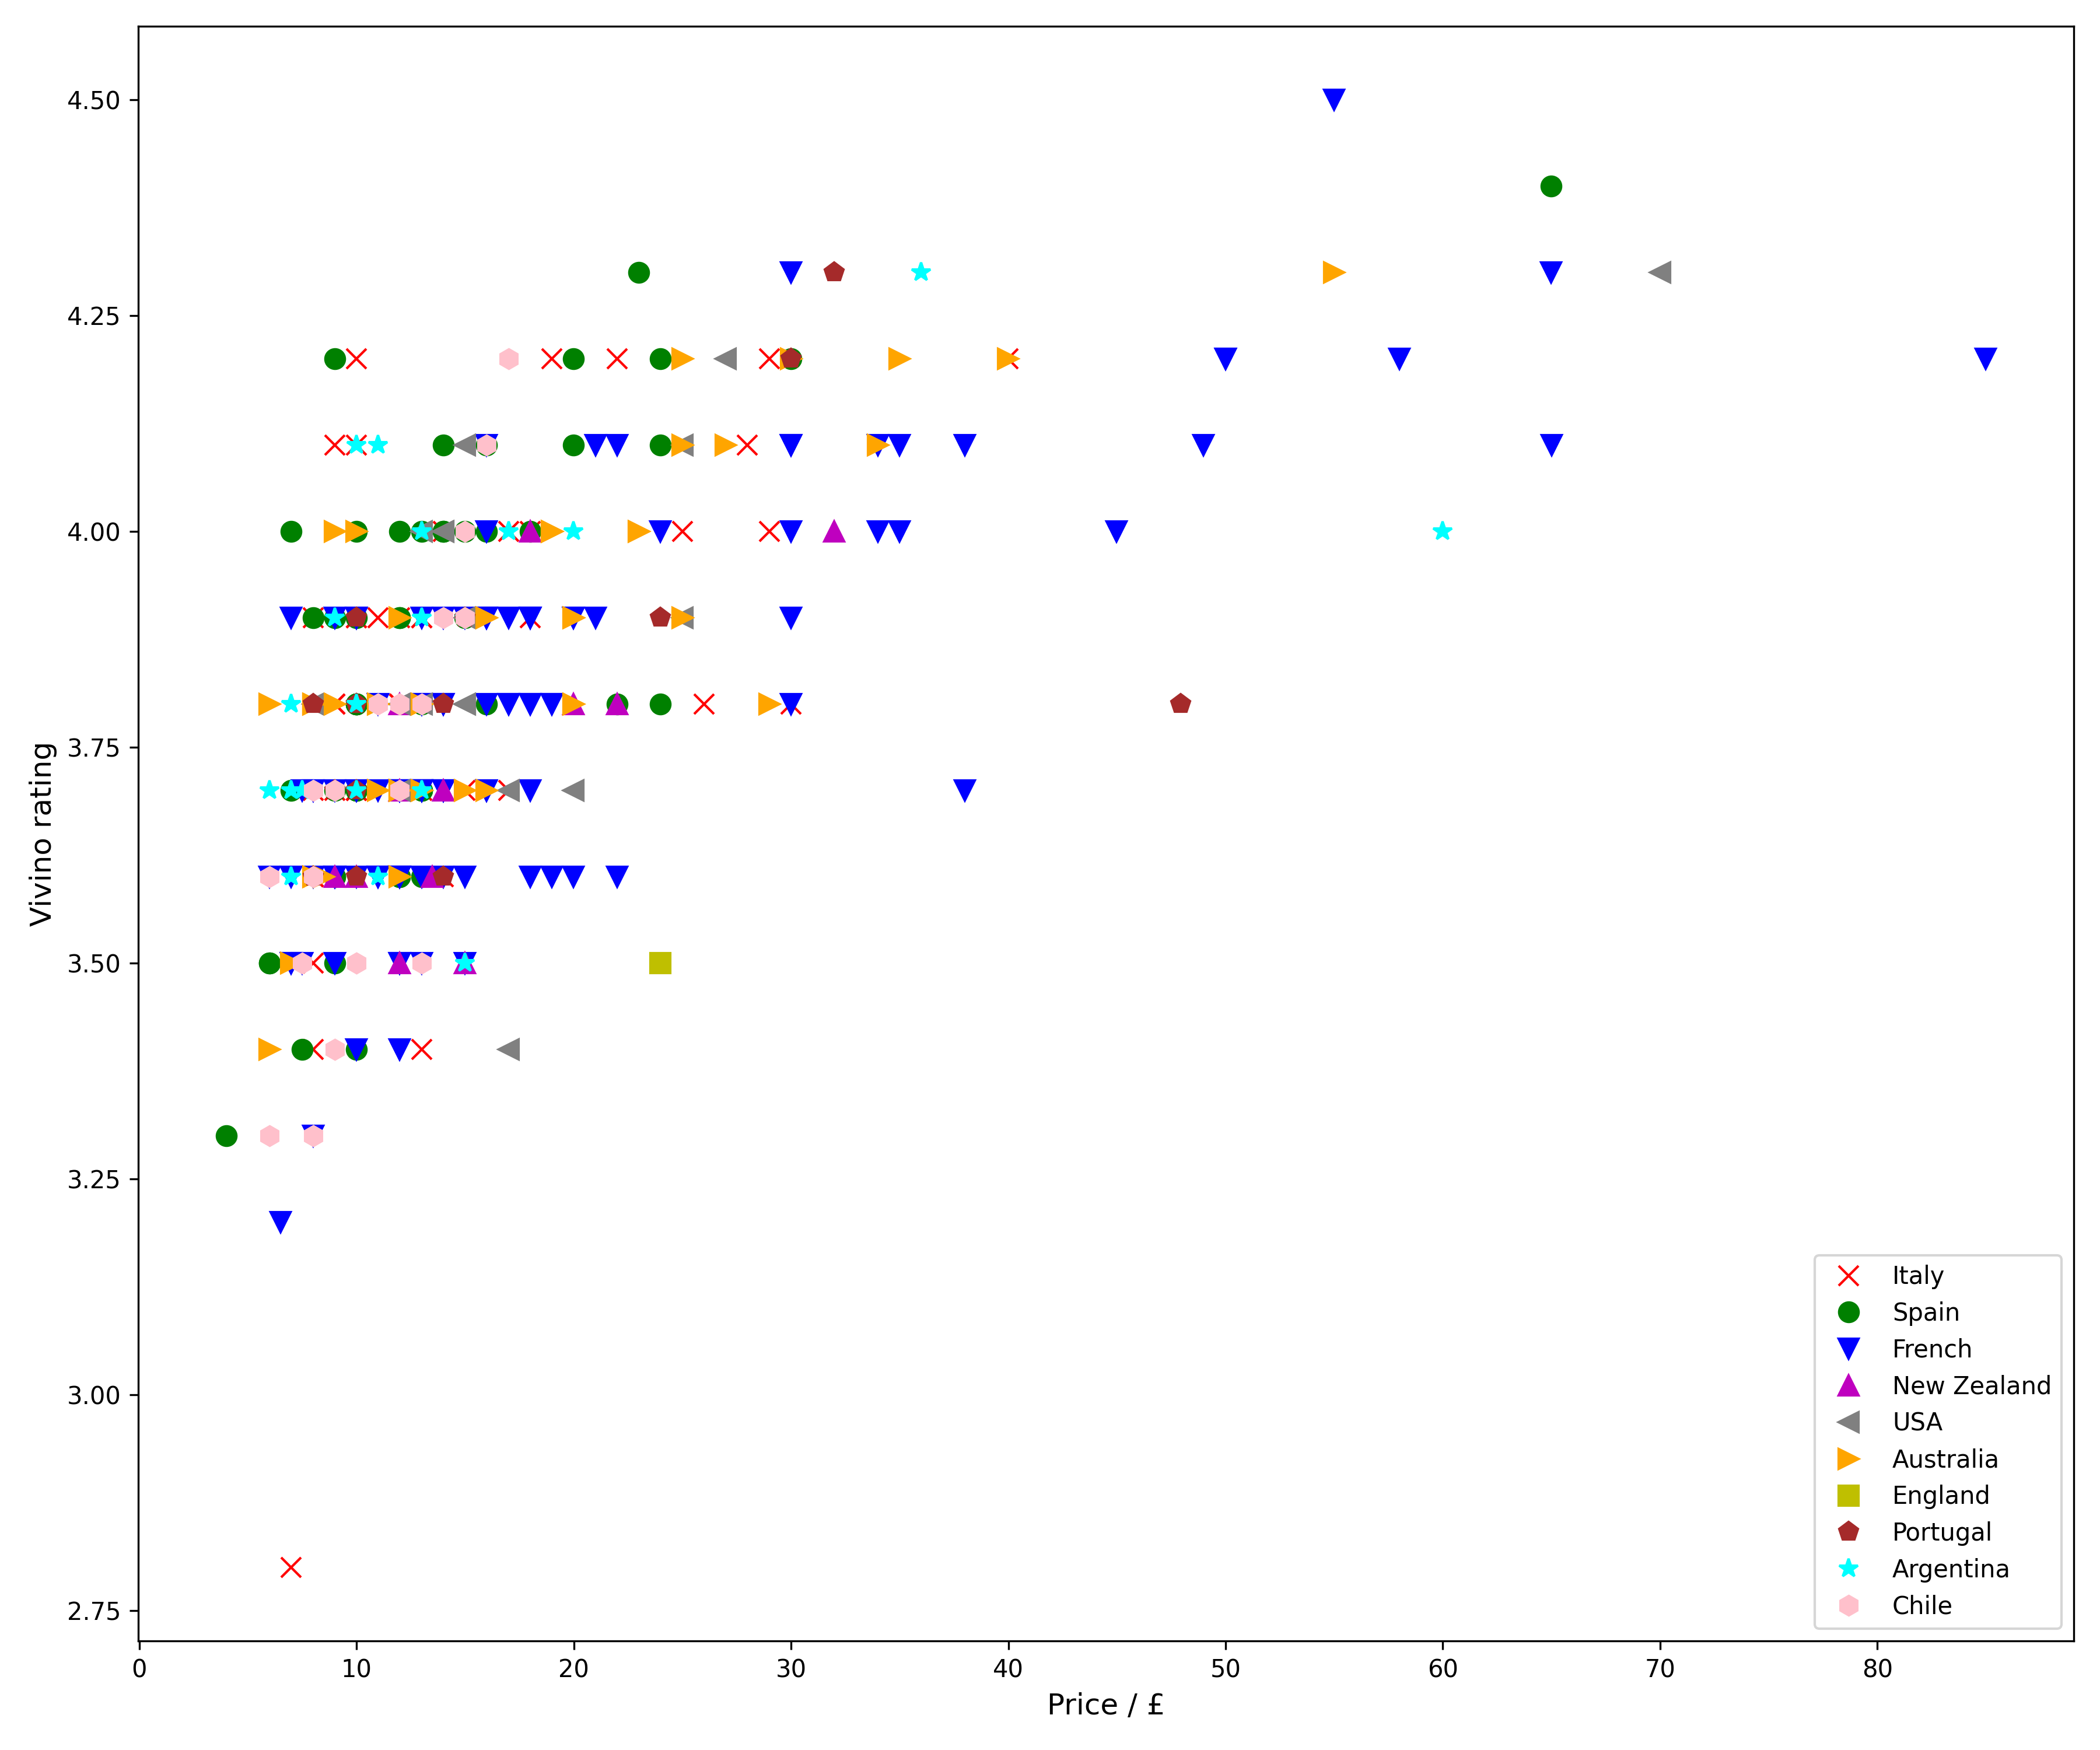 4.50
4.25
4.00
3.75
3.50
3.25
3.00
2.75
Vivino rating
0 10 20 30 40 50 60 70 80
Price / £
Italy
Spain
French
New Zealand
USA
Australia
England
Portugal
Argentina
Chile